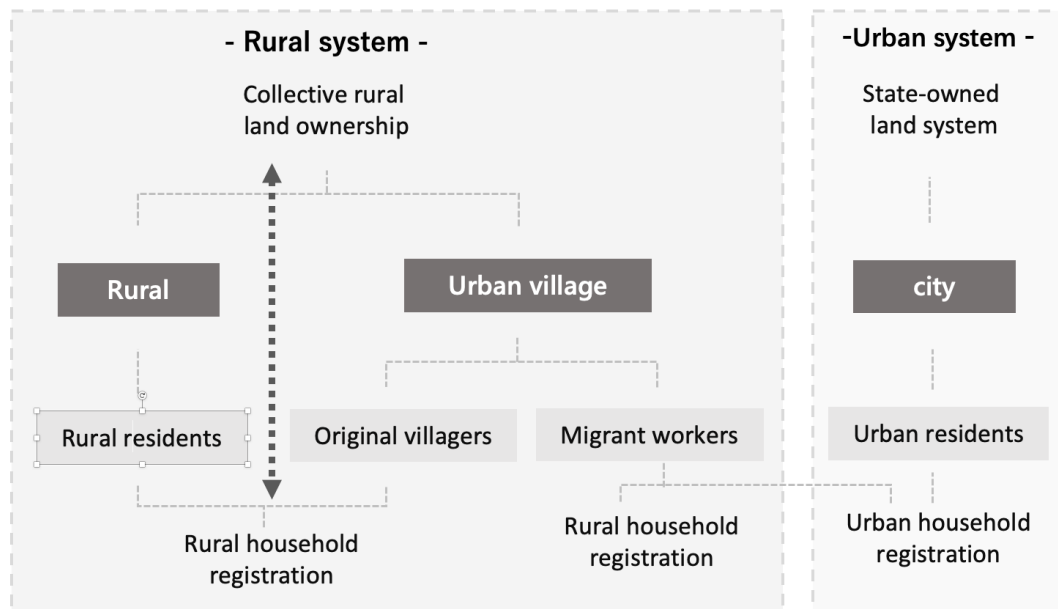 - Rural system -
Collective rural
land ownership
Rural
Urban village
Rural residents
Original villagers
Migrant workers
Rural household
registration
Rural household
registration
-Urban system -
State-owned
land system
city
Urban residents
Urban household
registration